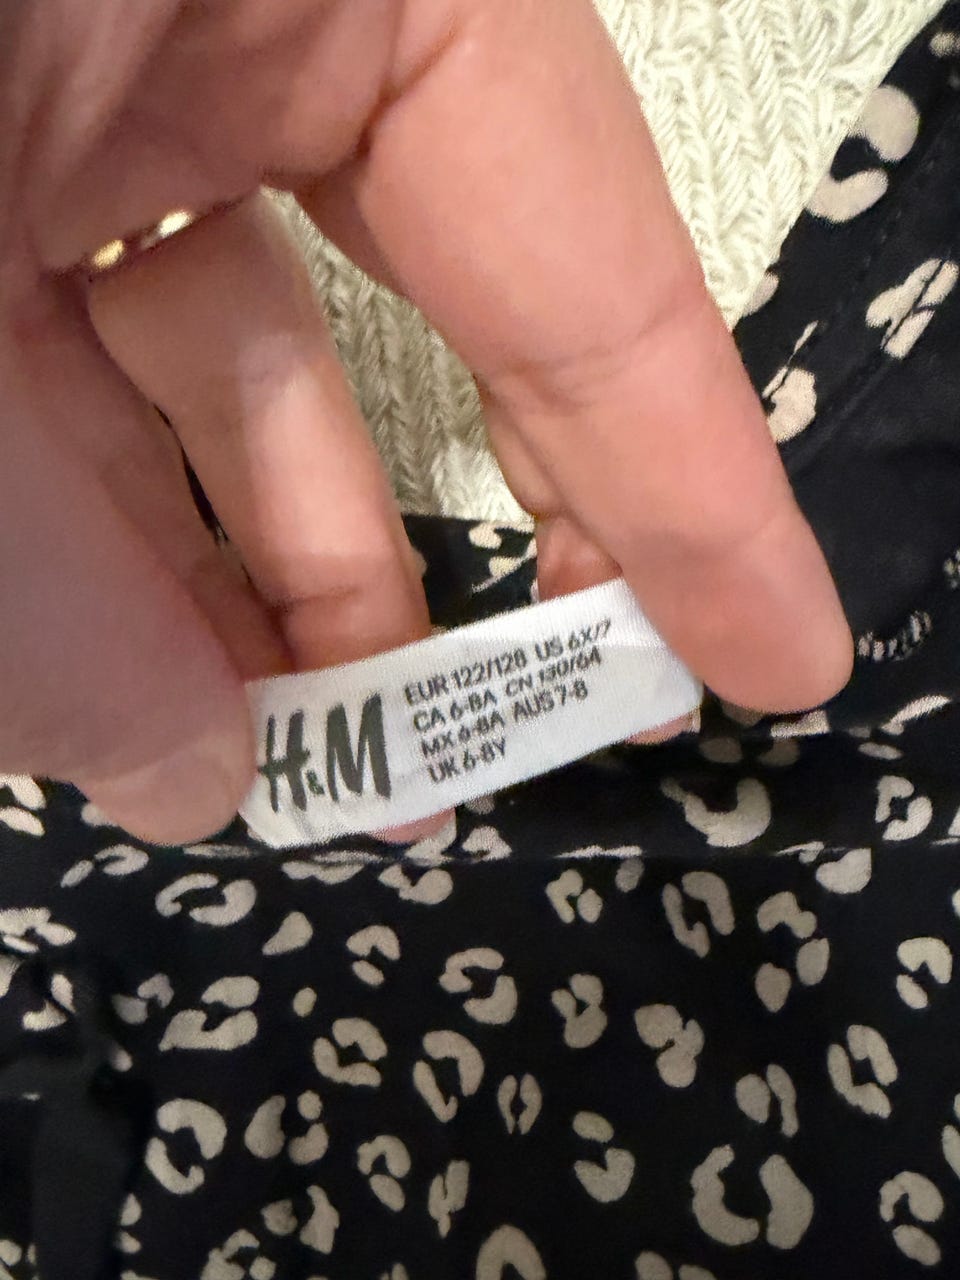 H&M
EUR 122/128 US 6X/7
CA 6-8A CN 130/64
MX 6-8A AUS 7-8
UK 6-8Y